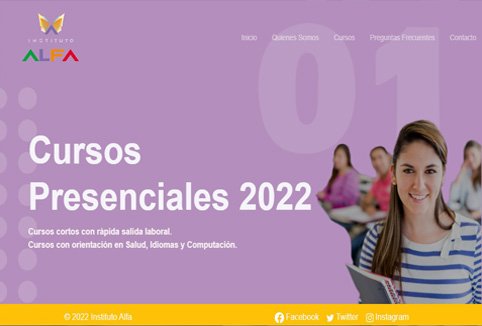 INSTITUTO
ALFA
Inicio Quienes Somos Cursos Preguntas Frecuentes Contacto
01
Cursos
Presenciales 2022
Cursos cortos con rápida salida laboral.
Cursos con orientación en Salud, Idiomas y Computación.
© 2022 Instituto Alfa Facebook Twitter Instagram